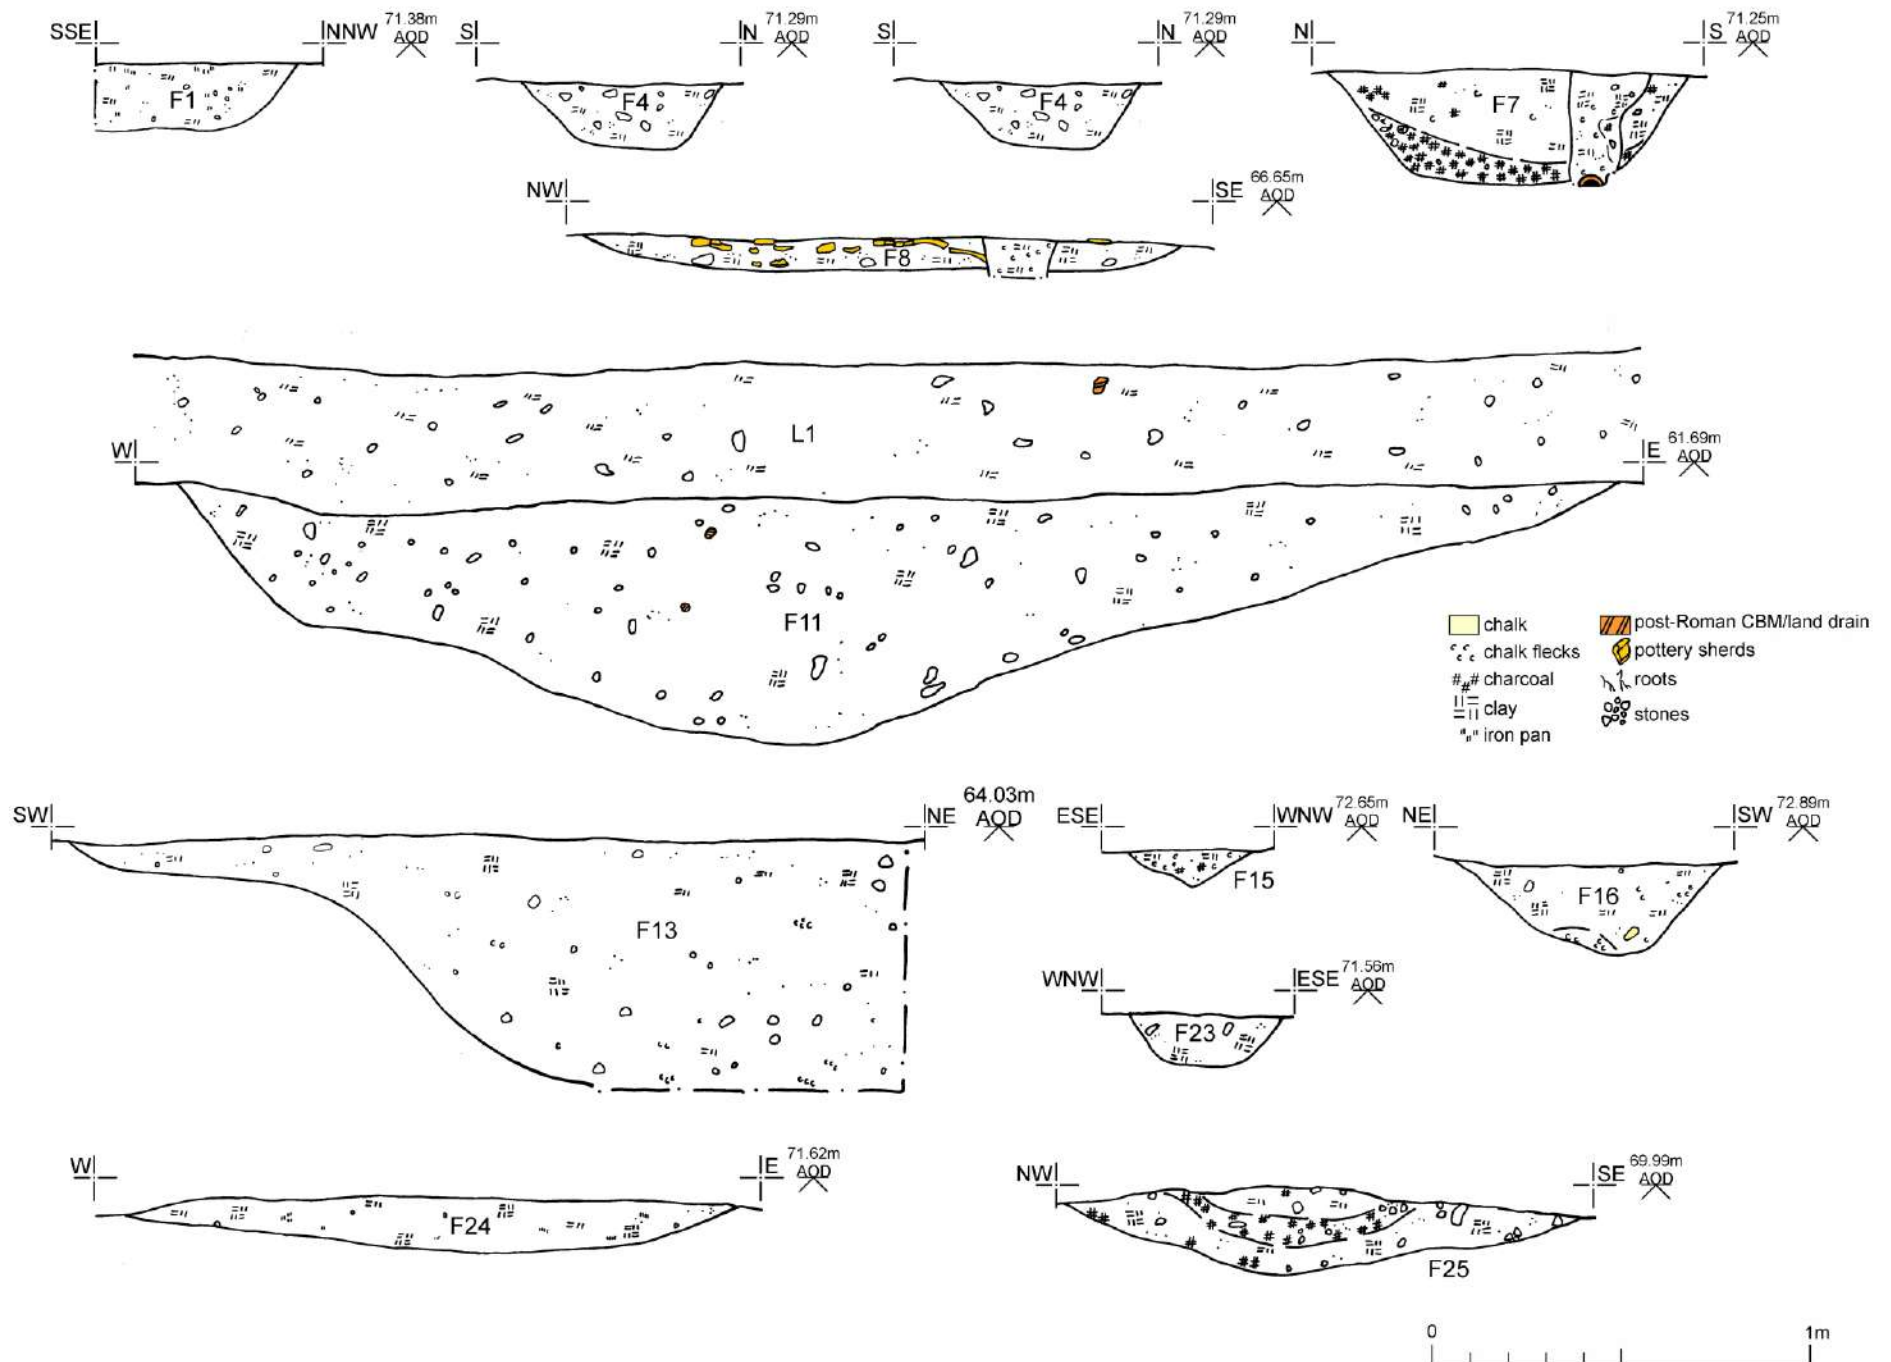 SSE NNW 71.38m AOD
S N 71.29m AOD
S N 71.29m AOD
N S 71.25m AOD
F1
F4
F4
F7
NW SE 66.65m AOD
F8
L1
W E 61.69m AOD
F11
chalk
chalk flecks
charcoal
clay
iron pan
post-Roman CBM/land drain
pottery sherds
roots
stones
SW NE 64.03m AOD
F13
ESE WNW 72.65m AOD
F15
NE SW 72.89m AOD
F16
WNW ESE 71.56m AOD
F23
W E 71.62m AOD
F24
NW SE 69.99m AOD
F25
0 1m